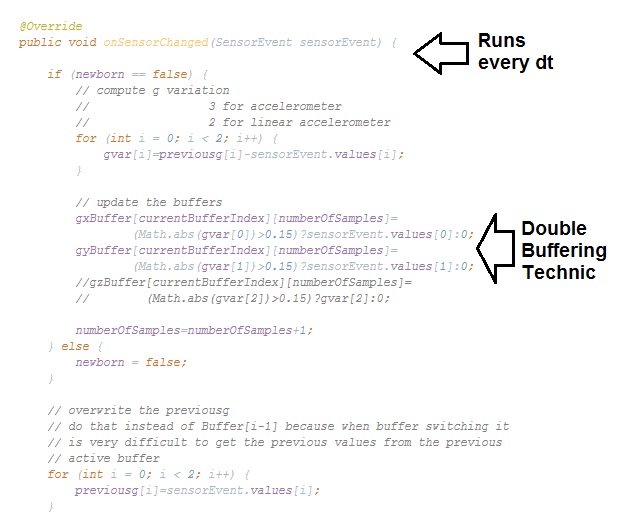 @Override
public void onSensorChanged(SensorEvent sensorEvent) {
if (newborn == false) {
// compute g variation
// 3 for accelerometer
// 2 for linear accelerometer
for (int i = 0; i < 2; i++) {
gvar[i]=previousg[i]-sensorEvent.values[i];
}
// update the buffers
gxBuffer[currentBufferIndex][numberOfSamples]=
(Math.abs(gvar[0])>0.15)?sensorEvent.values[0]:0;
gyBuffer[currentBufferIndex][numberOfSamples]=
(Math.abs(gvar[1])>0.15)?sensorEvent.values[1]:0;
//gzBuffer[currentBufferIndex][numberOfSamples]=
// (Math.abs(gvar[2])>0.15)?gvar[2]:0;
numberOfSamples=numberOfSamples+1;
} else {
newborn = false;
}
// overwrite the previousg
// do that instead of Buffer[i-1] because when buffer switching it
// is very difficult to get the previous values from the previous
// active buffer
for (int i = 0; i < 2; i++) {
previousg[i]=sensorEvent.values[i];
}
Runs
every dt
Double
Buffering
Technic